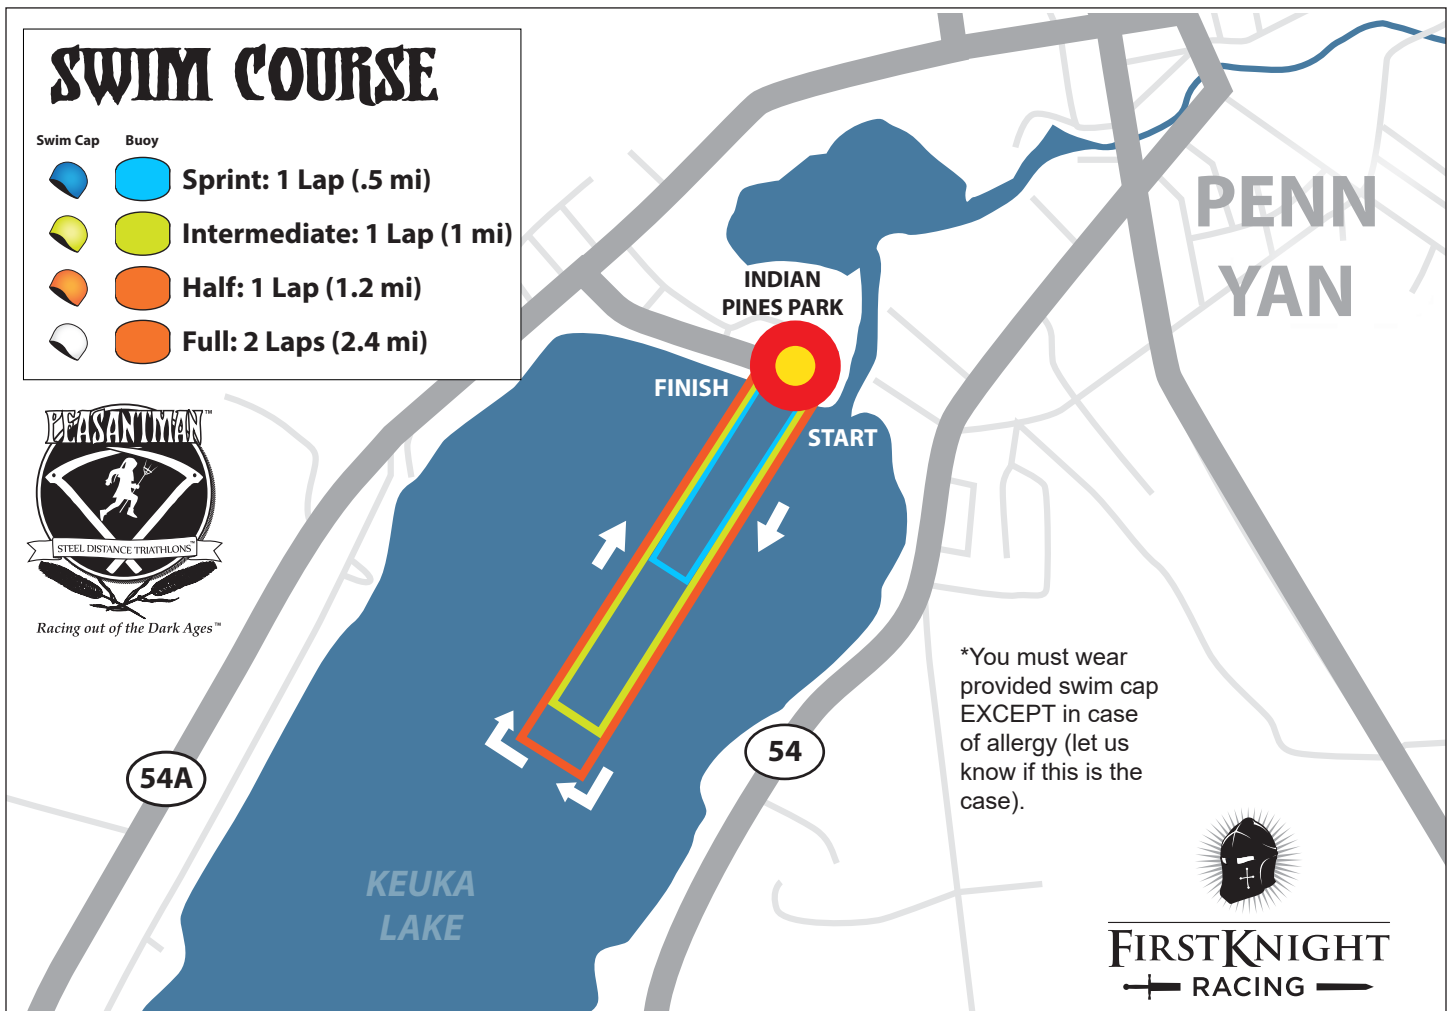 SWIM COURSE
Swim Cap Buoy
Sprint: 1 Lap (.5 mi)
Intermediate: 1 Lap (1 mi)
Half: 1 Lap (1.2 mi)
Full: 2 Laps (2.4 mi)
PENN
YAN
INDIAN
PINES PARK
FINISH
START
PEASANTMAN™
STEEL DISTANCE TRIATHLONS™
Racing out of the Dark Ages™
*You must wear
provided swim cap
EXCEPT in case
of allergy (let us
know if this is the
case).
54A
54
KEUKA
LAKE
FIRSTKNIGHT
RACING